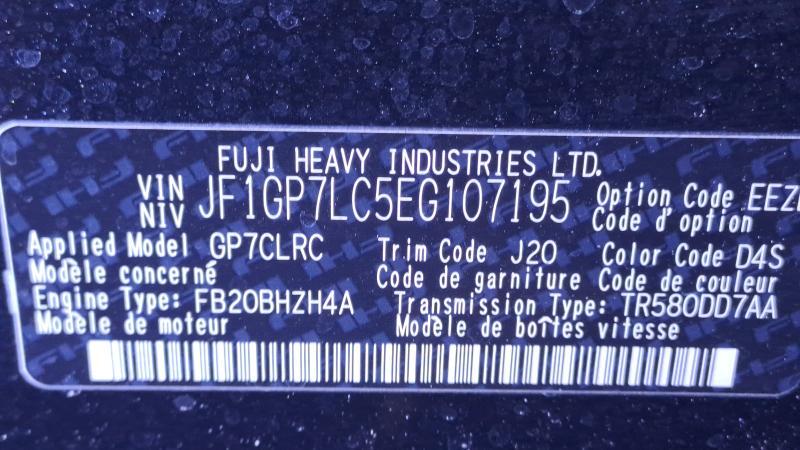 FUJI HEAVY INDUSTRIES LTD.
VIN NIV JF1GP7LC5EG107195 Option Code
Code d'option
Applied Model GP7CLRC Trim Code J20 Color Code D4S
Modèle concerné Code de garniture Code de couleur
Engine Type: FB20BHZH4A Transmission Type: TR580DD7AA
Modèle de moteur Modèle de boîtes vitesse